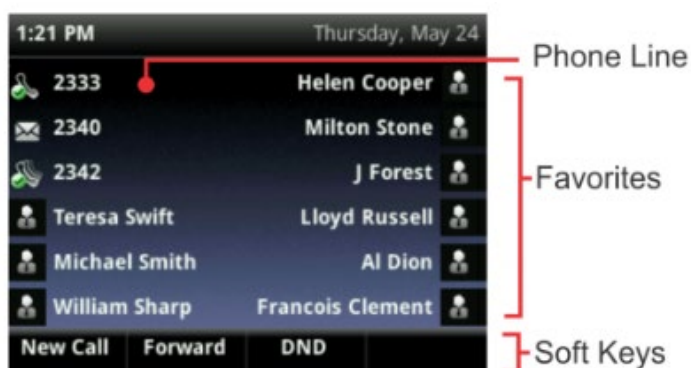 1:21 PM Thursday, May 24
Phone Line
2333 Helen Cooper
2340 Milton Stone
2342 J Forest
Favorites
Teresa Swift Lloyd Russell
Michael Smith Al Dion
William Sharp Francois Clement
New Call Forward DND
Soft Keys